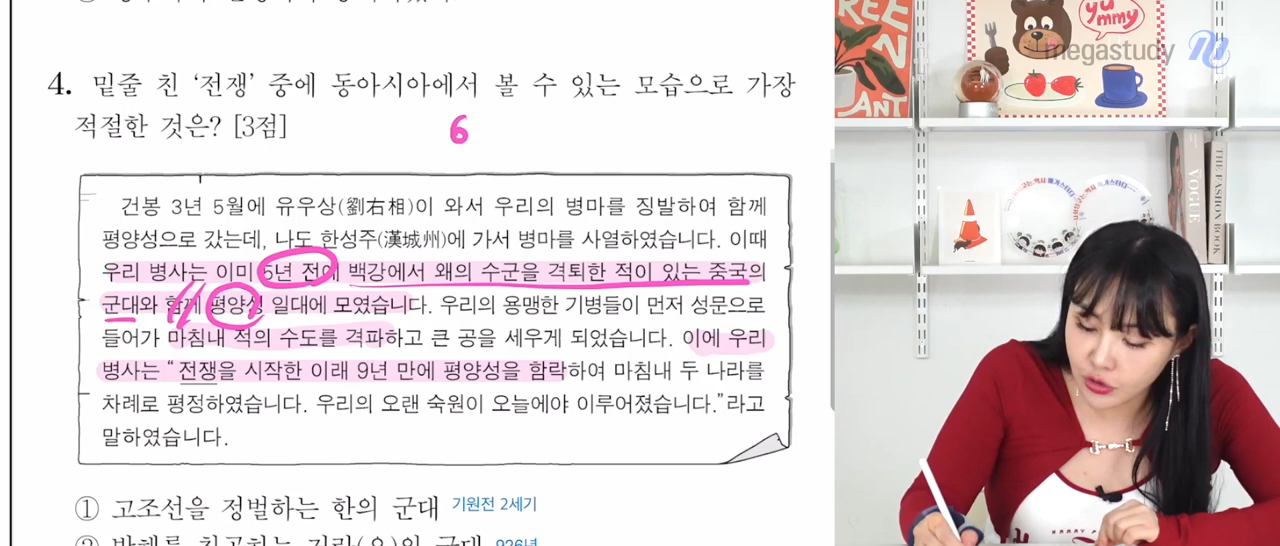 4. 밑줄 친 ‘전쟁’ 중에 동아시아에서 볼 수 있는 모습으로 가장
적절한 것은? [3점]
6
건봉 3년 5월에 유우상(劉右相)이 와서 우리의 병마를 징발하여 함께
평양성으로 갔는데, 나도 한성주(漢城州)에 가서 병마를 사열하였습니다. 이때
우리 병사는 이미 5년 전에 백강에서 왜의 수군을 격퇴한 적이 있는 중국의
군대와 함께 평양성 일대에 모였습니다. 우리의 용맹한 기병들이 먼저 성문으로
들어가 마침내 적의 수도를 격파하고 큰 공을 세우게 되었습니다. 이에 우리
병사는 “전쟁을 시작한 이래 9년 만에 평양성을 함락하여 마침내 두 나라를
차례로 평정하였습니다. 우리의 오랜 숙원이 오늘에야 이루어졌습니다.”라고
말하였습니다.
① 고조선을 정벌하는 한의 군대 기원전 2세기
926년
REE
N
ANT
yu
mmy
megastudy
VOGUE
THE FASHION BOOK